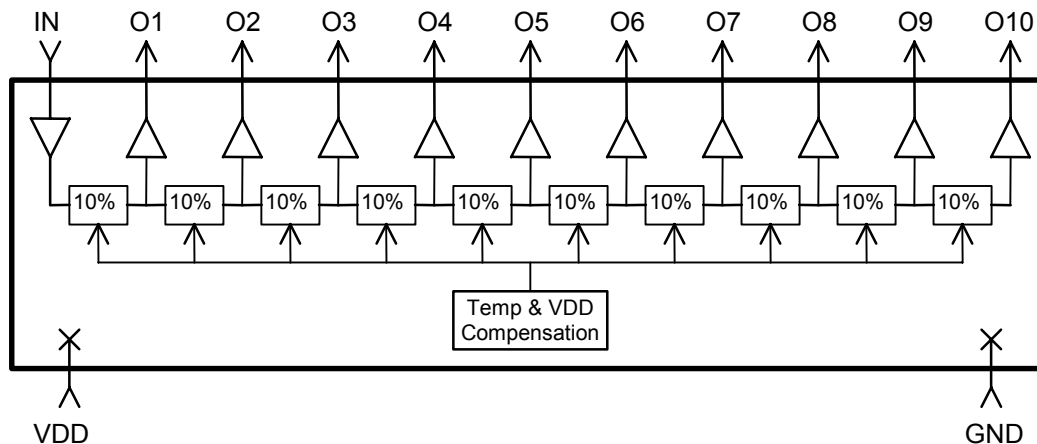 IN O1 O2 O3 O4 O5 O6 O7 O8 O9 O10
10% 10% 10% 10% 10% 10% 10% 10% 10% 10%
Temp & VDD
Compensation
VDD GND